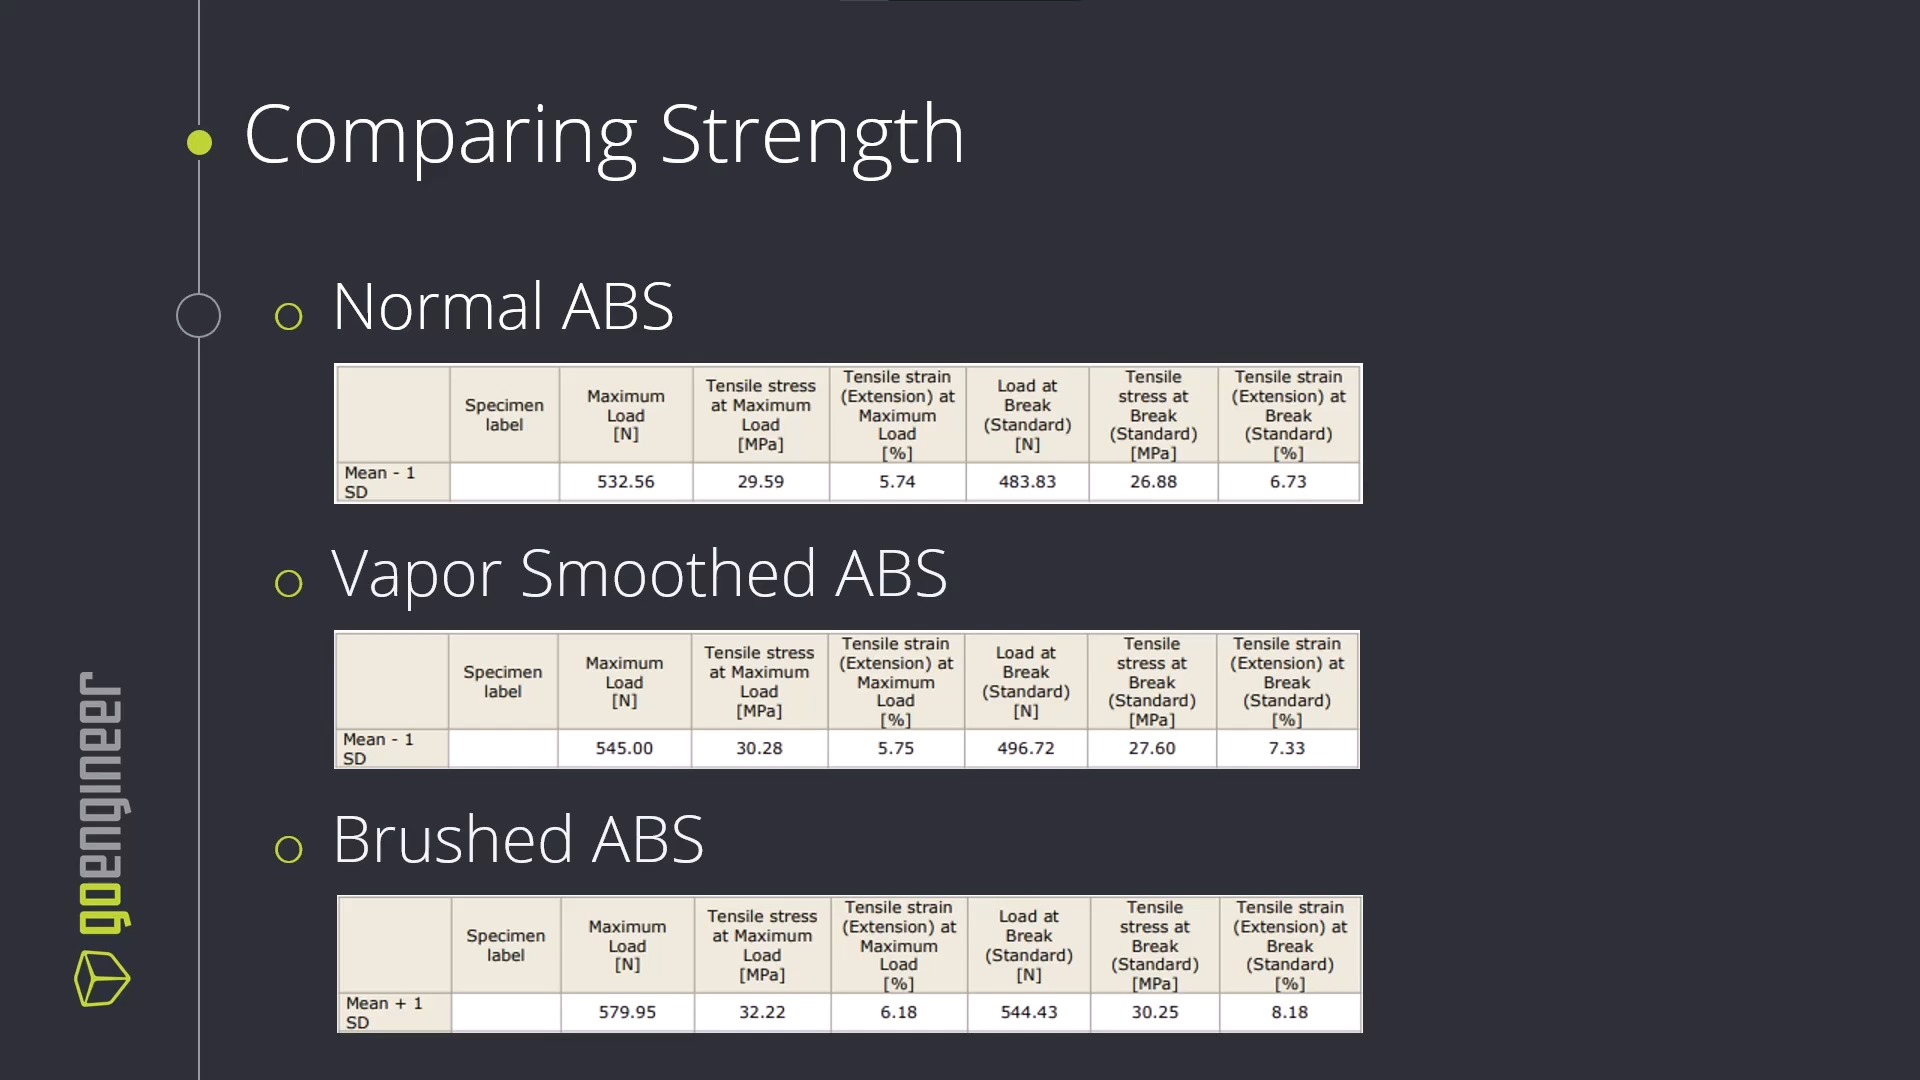 Comparing Strength
Normal ABS
Specimen label | Maximum Load [N] | Tensile stress at Maximum Load [MPa] | Tensile strain (Extension) at Maximum Load [%] | Load at Break (Standard) [N] | Tensile stress at Break (Standard) [MPa] | Tensile strain (Extension) at Break (Standard) [%]
Mean - 1 SD | 532.56 | 29.59 | 5.74 | 483.83 | 26.88 | 6.73
Vapor Smoothed ABS
Specimen label | Maximum Load [N] | Tensile stress at Maximum Load [MPa] | Tensile strain (Extension) at Maximum Load [%] | Load at Break (Standard) [N] | Tensile stress at Break (Standard) [MPa] | Tensile strain (Extension) at Break (Standard) [%]
Mean - 1 SD | 545.00 | 30.28 | 5.75 | 496.72 | 27.60 | 7.33
Brushed ABS
Specimen label | Maximum Load [N] | Tensile stress at Maximum Load [MPa] | Tensile strain (Extension) at Maximum Load [%] | Load at Break (Standard) [N] | Tensile stress at Break (Standard) [MPa] | Tensile strain (Extension) at Break (Standard) [%]
Mean + 1 SD | 579.95 | 32.22 | 6.18 | 544.43 | 30.25 | 8.18
goengineer